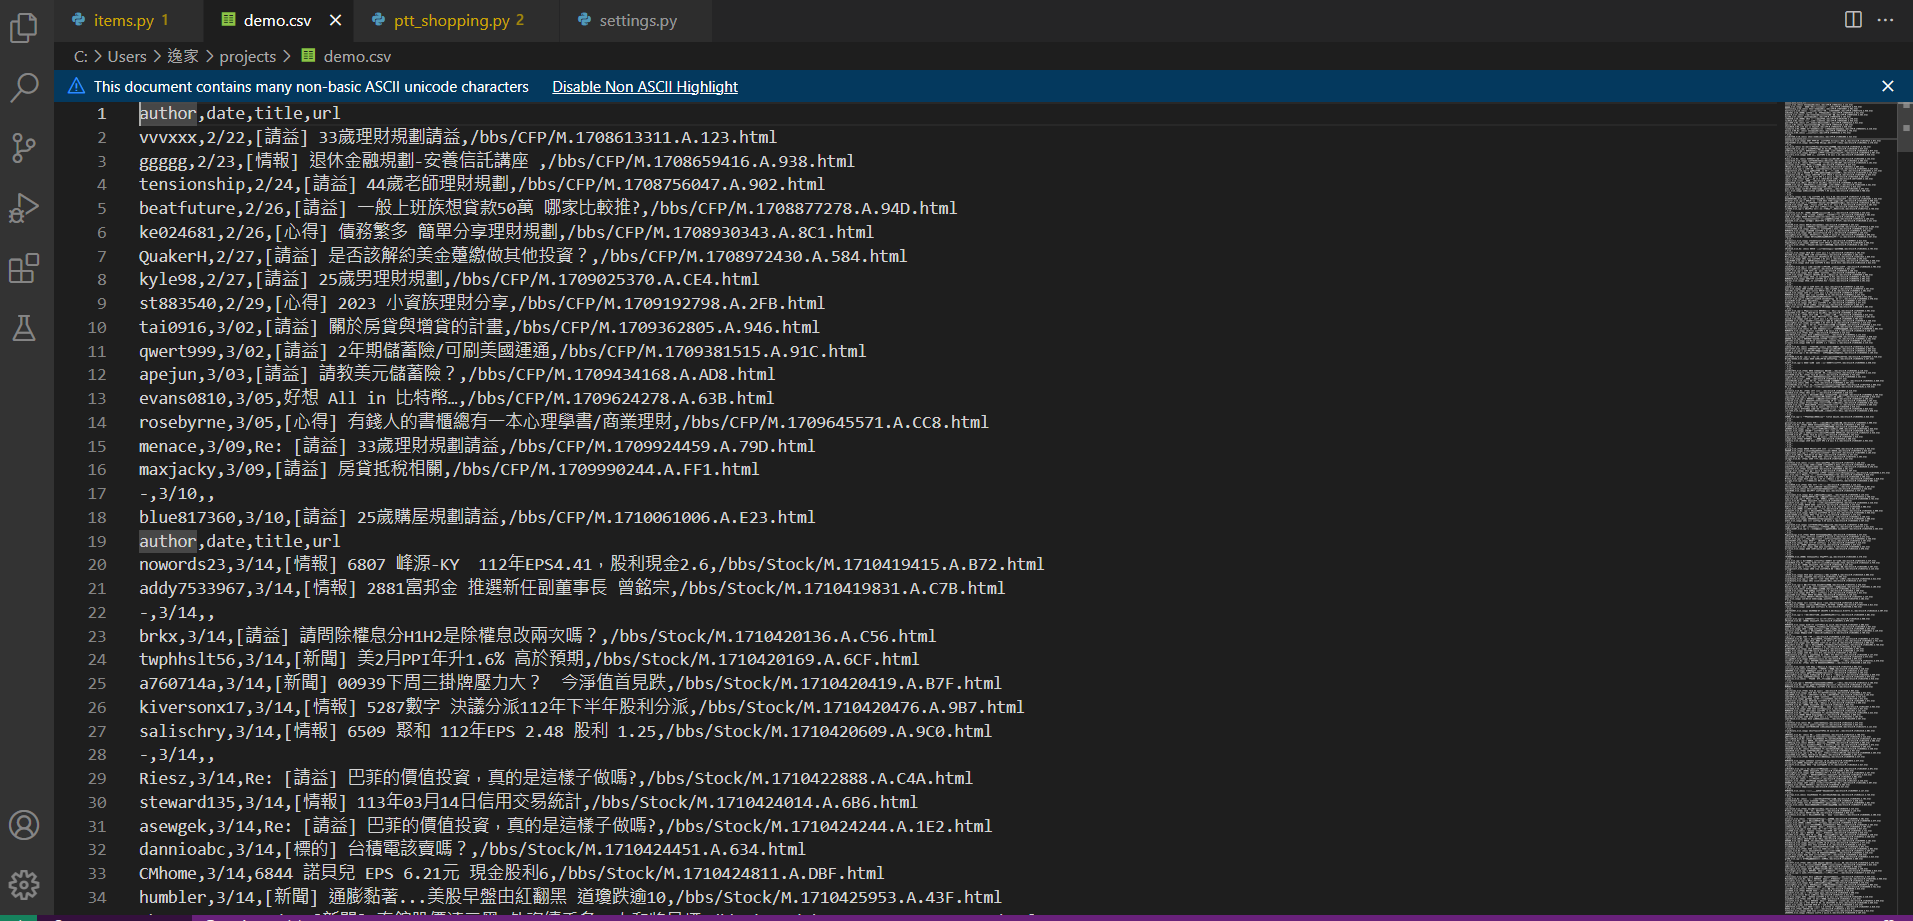 items.py 1
demo.csv
ptt_shopping.py 2
settings.py
C: > Users > 逸家 > projects > demo.csv
This document contains many non-basic ASCII unicode characters Disable Non ASCII Highlight
1 author,date,title,url
2 vvvxxx,2/22,[請益] 33歲理財規劃請益,/bbs/CFP/M.1708613311.A.123.html
3 gggggg,2/23,[情報] 退休金融規劃-安養信託講座 ,/bbs/CFP/M.1708659416.A.938.html
4 tensionship,2/24,[請益] 44歲老師理財規劃,/bbs/CFP/M.1708756047.A.902.html
5 beatfuture,2/26,[請益] 一般上班族想貸款50萬 哪家比較推?,/bbs/CFP/M.1708877278.A.94D.html
6 ke024681,2/26,[心得] 債務繁多 簡單分享理財規劃,/bbs/CFP/M.1708930343.A.8C1.html
7 QuakerH,2/27,[請益] 是否該解約美金躉繳做其他投資？,/bbs/CFP/M.1708972430.A.584.html
8 kyle98,2/27,[請益] 25歲男理財規劃,/bbs/CFP/M.1709025370.A.CE4.html
9 st883540,2/29,[心得] 2023 小資族理財分享,/bbs/CFP/M.1709192798.A.2FB.html
10 tai0916,3/02,[請益] 關於房貸與增貸的計畫,/bbs/CFP/M.1709362805.A.946.html
11 qwert999,3/02,[請益] 2年期儲蓄險/可刷美國運通,/bbs/CFP/M.1709381515.A.91C.html
12 apejun,3/03,[請益] 請教美元儲蓄險？,/bbs/CFP/M.1709434168.A.AD8.html
13 evans0810,3/05,好想 All in 比特幣…,/bbs/CFP/M.1709624278.A.63B.html
14 rosebyrne,3/05,[心得] 有錢人的書櫃總有一本心理學書/商業理財,/bbs/CFP/M.1709645571.A.CC8.html
15 menace,3/09,Re: [請益] 33歲理財規劃請益,/bbs/CFP/M.1709924459.A.79D.html
16 maxjacky,3/09,[請益] 房貸抵稅相關,/bbs/CFP/M.1709990244.A.FF1.html
17 -,3/10,,
18 blue817360,3/10,[請益] 25歲購屋規劃請益,/bbs/CFP/M.1710061006.A.E23.html
19 author,date,title,url
20 nowords23,3/14,[情報] 6807 峰源-KY  112年EPS4.41，股利現金2.6,/bbs/Stock/M.1710419415.A.B72.html
21 addy7533967,3/14,[情報] 2881富邦金 推選新任副董事長 曾銘宗,/bbs/Stock/M.1710419831.A.C7B.html
22 -,3/14,,
23 brkx,3/14,[請益] 請問除權息分H1H2是除權息改兩次嗎？,/bbs/Stock/M.1710420136.A.C56.html
24 twphhslt56,3/14,[新聞] 美2月PPI年升1.6% 高於預期,/bbs/Stock/M.1710420169.A.6CF.html
25 a760714a,3/14,[新聞] 00939下周三掛牌壓力大？  今淨值首見跌,/bbs/Stock/M.1710420419.A.B7F.html
26 kiversonx17,3/14,[情報] 5287數字 決議分派112年下半年股利分派,/bbs/Stock/M.1710420476.A.9B7.html
27 salischry,3/14,[情報] 6509 聚和 112年EPS 2.48 股利 1.25,/bbs/Stock/M.1710420609.A.9C0.html
28 -,3/14,,
29 Riesz,3/14,Re: [請益] 巴菲的價值投資，真的是這樣子做嗎?,/bbs/Stock/M.1710422888.A.C4A.html
30 steward135,3/14,[情報] 113年03月14日信用交易統計,/bbs/Stock/M.1710424014.A.6B6.html
31 asewgek,3/14,Re: [請益] 巴菲的價值投資，真的是這樣子做嗎?,/bbs/Stock/M.1710424244.A.1E2.html
32 dannioabc,3/14,[標的] 台積電該賣嗎？,/bbs/Stock/M.1710424451.A.634.html
33 CMhome,3/14,6844 諾貝兒 EPS 6.21元 現金股利6,/bbs/Stock/M.1710424811.A.DBF.html
34 humbler,3/14,[新聞] 通膨黏著...美股早盤由紅翻黑 道瓊跌逾10,/bbs/Stock/M.1710425953.A.43F.html